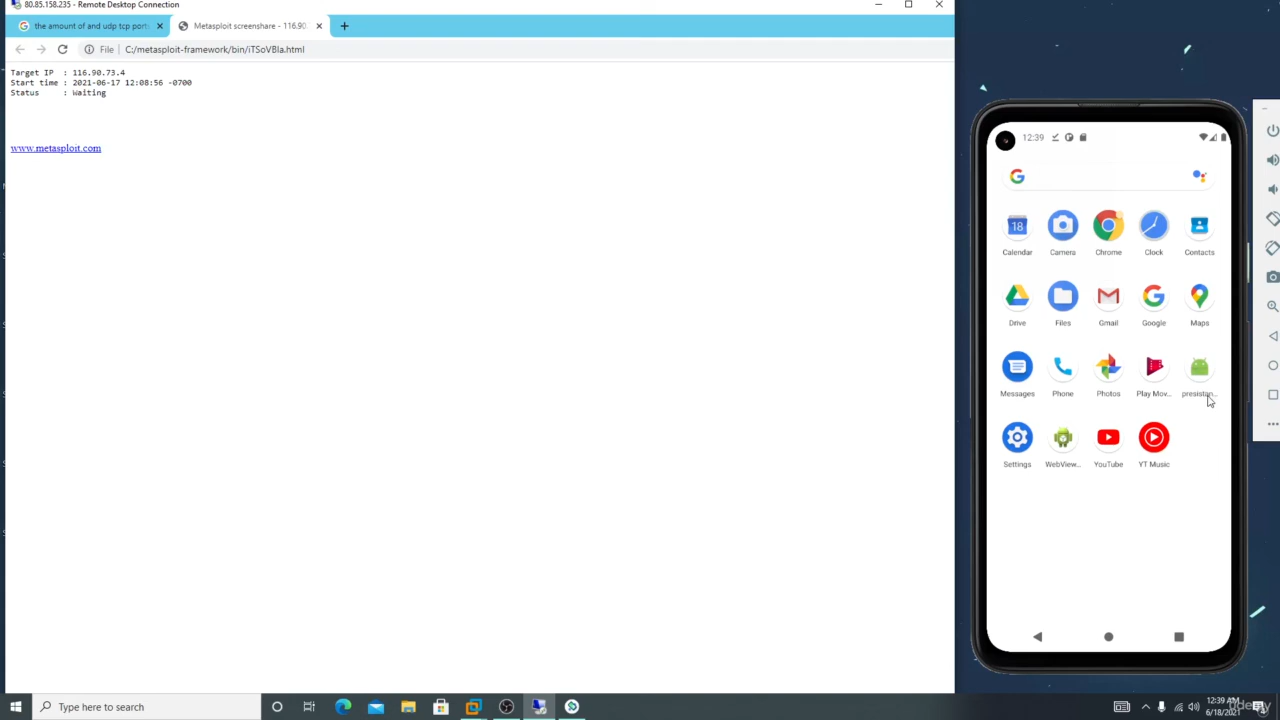 80.85.158.235 - Remote Desktop Connection
the amount of and udp tcp port
Metasploit screenshare - 116.90.
File
C:/metasploit-framework/bin/iTSoVBla.html
Target IP : 116.90.73.4
Start time : 2021-06-17 12:08:56 -0700
Status : Waiting
www.metasploit.com
12:39
18
Calendar
Camera
Chrome
Clock
Contacts
Drive
Files
Gmail
Google
Maps
Messages
Phone
Photos
Play Mov...
presistan...
Settings
WebView...
YouTube
YT Music
Type here to search
12:39 AM
6/18/2021